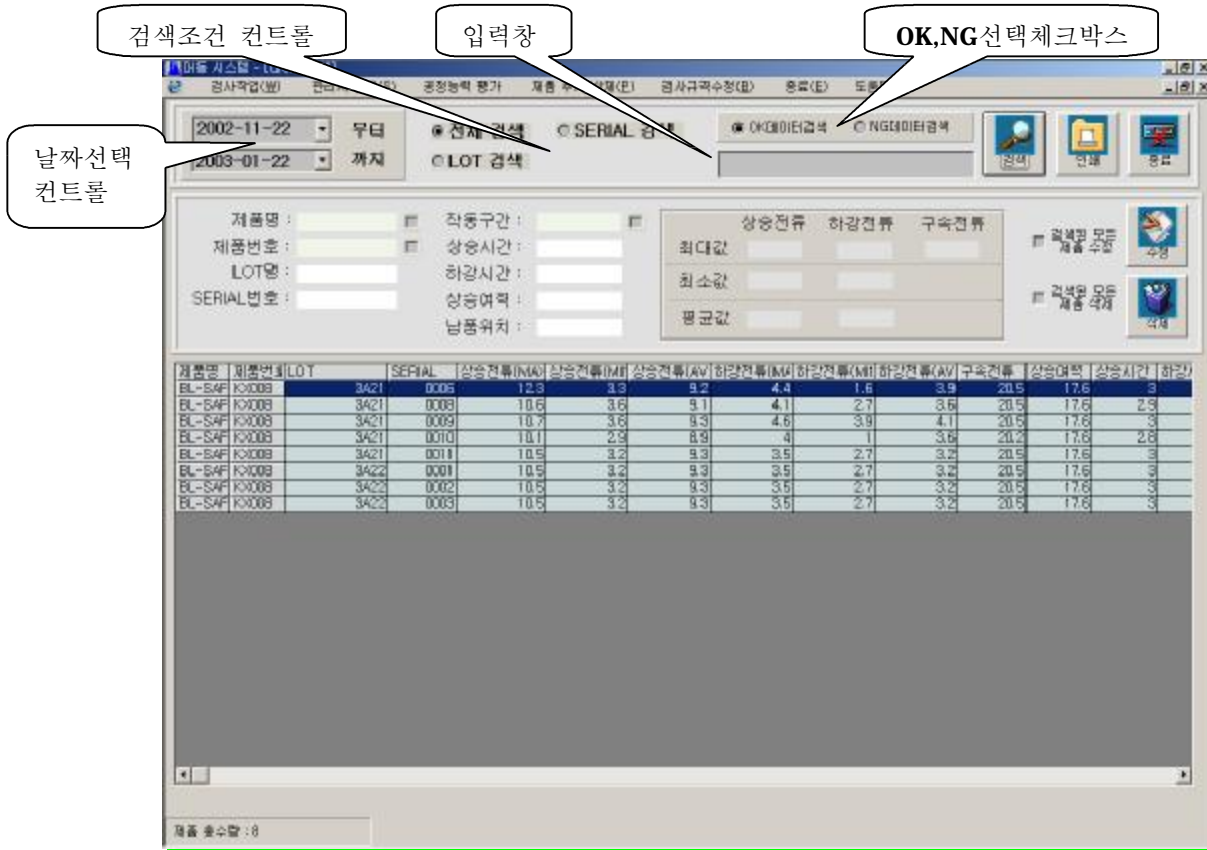 검색조건 컨트롤
입력창
OK,NG선택체크박스
날짜선택
컨트롤
검사작업(W)
공정능력 평가
검사규격수정(B)
종료(E)
2002-11-22
부터
전체 검색
SERIAL 검색
OK데이터검색
NG데이터검색
2003-01-22
까지
LOT 검색
검색
인쇄
종료
제품명 :
작동구간 :
상승전류 하강전류 구속전류
제품번호 :
상승시간 :
최대값
검색된 모든
제품 수정
수정
LOT명 :
하강시간 :
최소값
SERIAL번호 :
상승여력 :
검색된 모든
제품 삭제
삭제
납품위치 :
평균값
제품명 제품번호 LOT SERIAL 상승전류(MAX 상승전류(MI 상승전류(AV 하강전류(MA 하강전류(MI 하강전류(AV 구속전류 상승여력 상승시간 하강
BL-SAF KX008 3A21 0006 12.3 3.3 9.2 4.4 1.6 3.9 20.5 17.6 3
BL-SAF KX008 3A21 0008 10.6 3.6 9.1 4.1 2.7 3.6 20.5 17.6 2.9
BL-SAF KX008 3A21 0009 10.7 3.6 9.3 4.6 3.9 4.1 20.5 17.6 3
BL-SAF KX008 3A21 0010 10.1 2.9 8.9 4 1 3.6 20.2 17.6 2.8
BL-SAF KX008 3A21 0011 10.5 3.2 9.3 3.5 2.7 3.2 20.5 17.6 3
BL-SAF KX008 3A22 0001 10.5 3.2 9.3 3.5 2.7 3.2 20.5 17.6 3
BL-SAF KX008 3A22 0002 10.5 3.2 9.3 3.5 2.7 3.2 20.5 17.6 3
BL-SAF KX008 3A22 0003 10.5 3.2 9.3 3.5 2.7 3.2 20.5 17.6 3
제품 총수량 :8